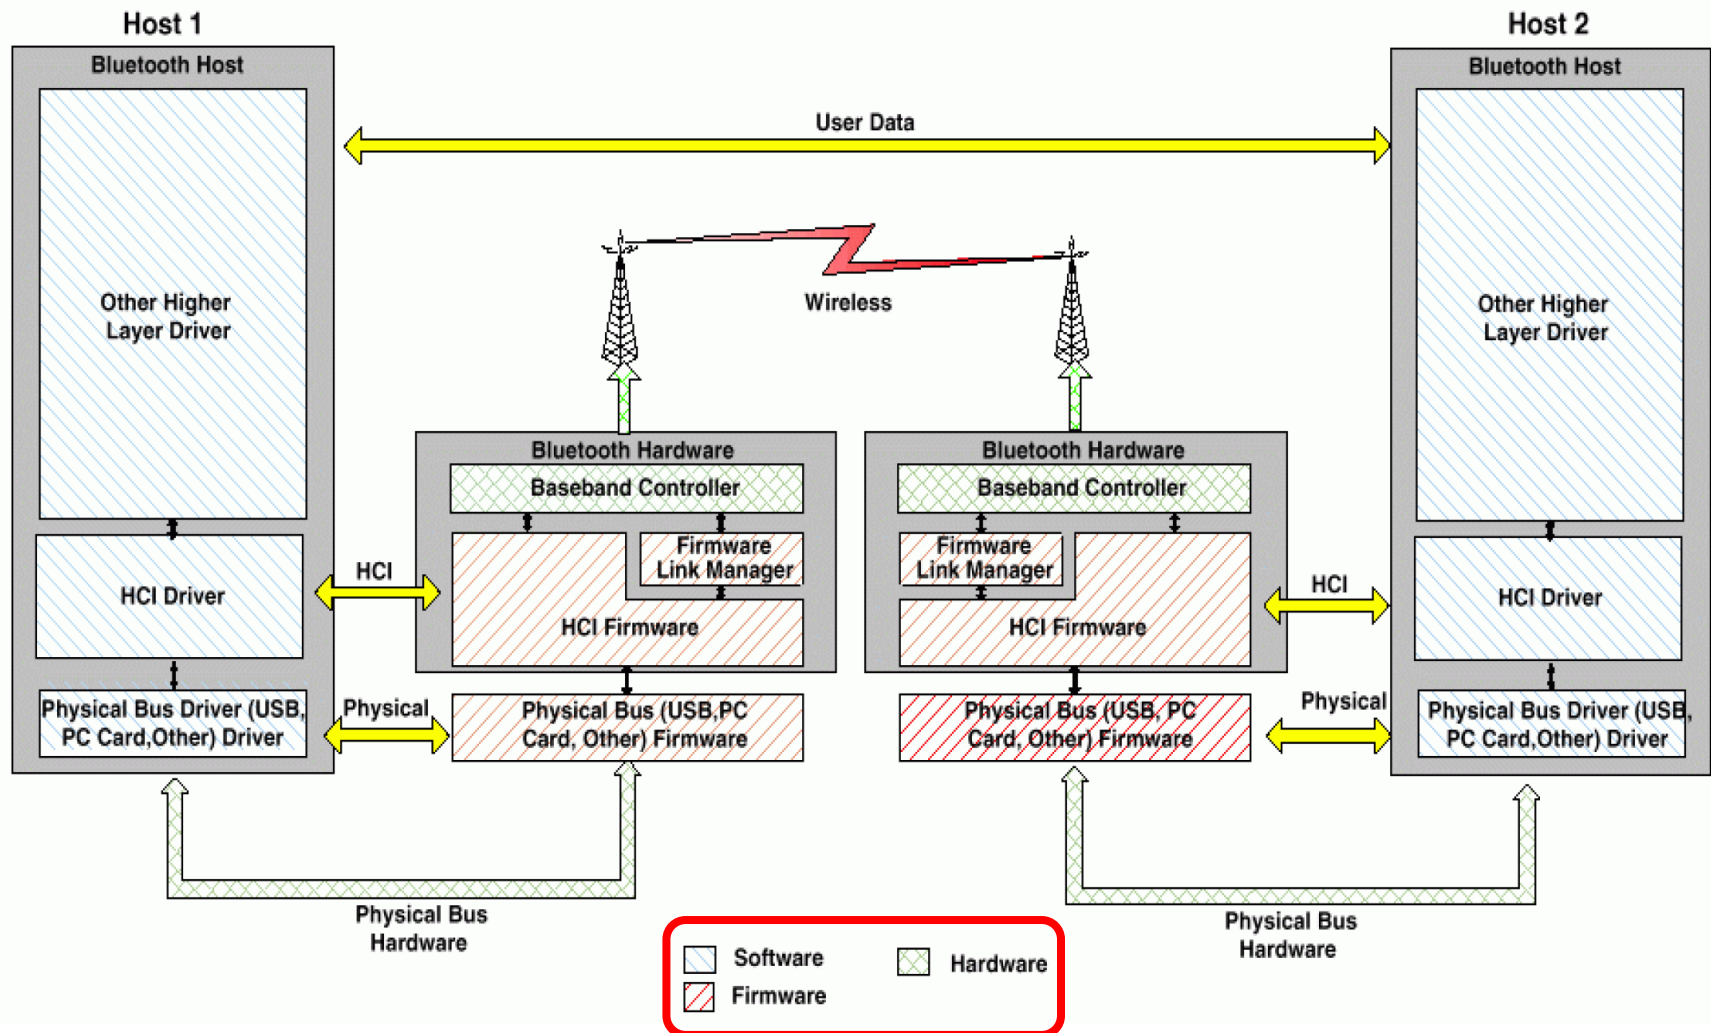 Host 1
Host 2
Bluetooth Host
Bluetooth Host
User Data
Other Higher
Layer Driver
Wireless
Other Higher
Layer Driver
Bluetooth Hardware
Baseband Controller
Firmware
Link Manager
HCI Firmware
Bluetooth Hardware
Baseband Controller
Firmware
Link Manager
HCI Firmware
HCI Driver
HCI
HCI
HCI Driver
Physical Bus Driver (USB,
PC Card,Other) Driver
Physical
Physical Bus (USB,PC
Card, Other) Firmware
Physical Bus (USB, PC
Card, Other) Firmware
Physical
Physical Bus Driver (USB,
PC Card,Other) Driver
Physical Bus
Hardware
Physical Bus
Hardware
Software
Hardware
Firmware